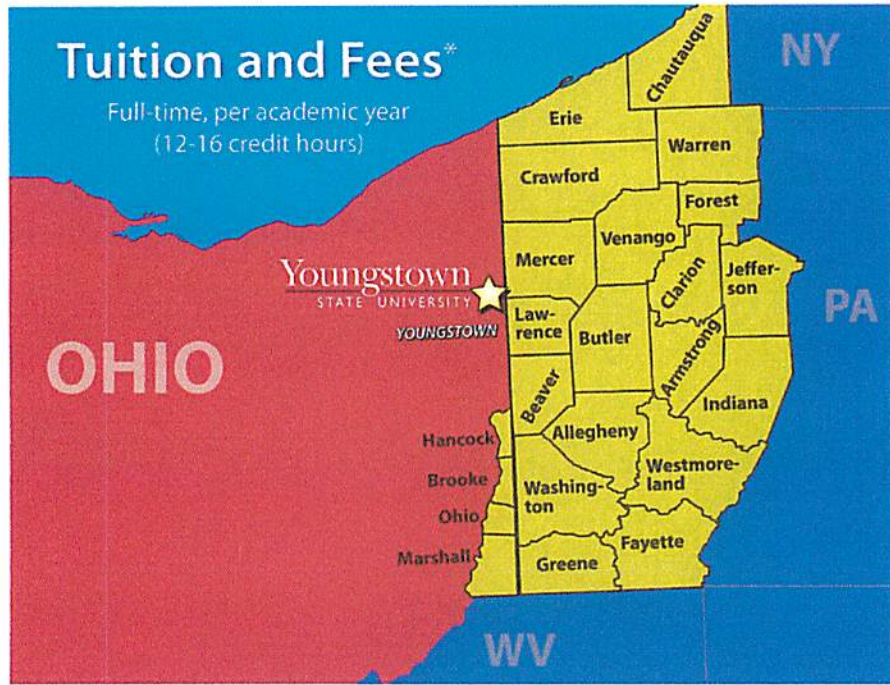 Tuition and Fees*
Full-time, per academic year
(12-16 credit hours)
NY
Chautauqua
Erie
Warren
Crawford
Forest
Venango
Mercer
Clarion
Jeffer-
son
Youngstown
STATE UNIVERSITY
YOUNGSTOWN
Law-
rence
Butler
Armstrong
PA
OHIO
Beaver
Indiana
Hancock
Allegheny
Brooke
Westmore-
land
Washing-
ton
Ohio
Marshall
Greene
Fayette
WV